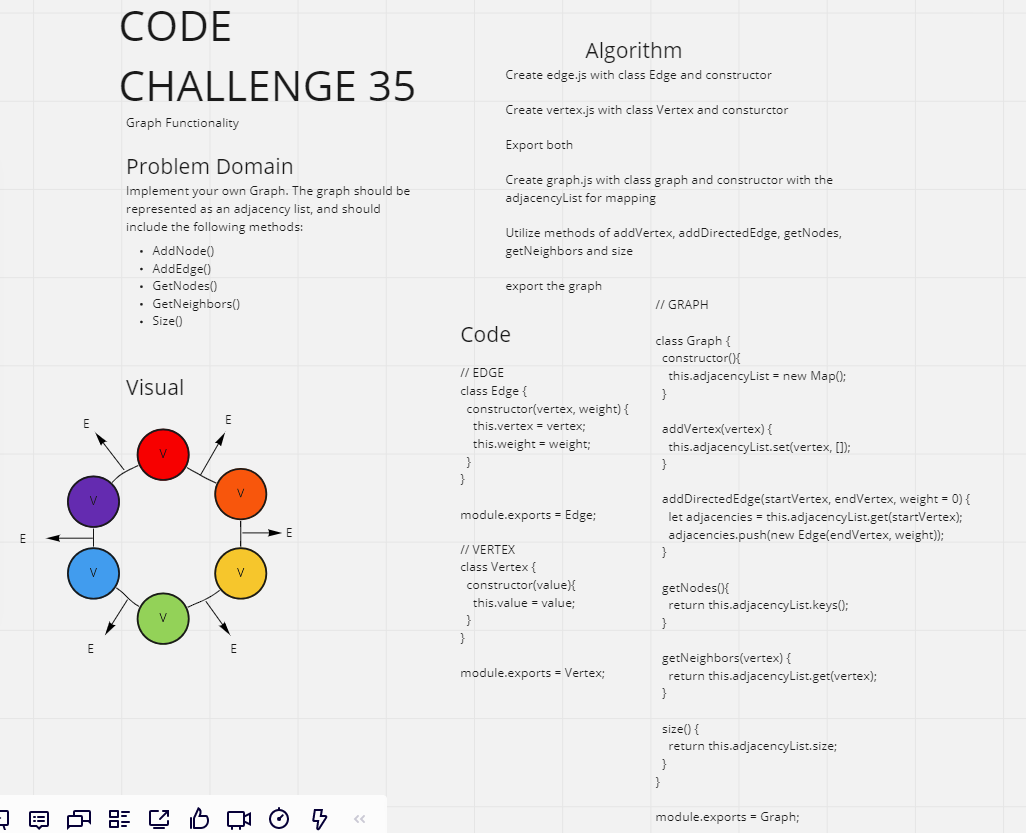 CODE
CHALLENGE 35
Graph Functionality
Problem Domain
Implement your own Graph. The graph should be
represented as an adjacency list, and should
include the following methods:
• AddNode()
• AddEdge()
• GetNodes()
• GetNeighbors()
• Size()
Visual
E
E
V
V
V
E
E
V
V
V
E
E
Algorithm
Create edge.js with class Edge and constructor
Create vertex.js with class Vertex and consturctor
Export both
Create graph.js with class graph and constructor with the
adjacencyList for mapping
Utilize methods of addVertex, addDirectedEdge, getNodes,
getNeighbors and size
export the graph
Code
// EDGE
class Edge {
constructor(vertex, weight) {
this.vertex = vertex;
this.weight = weight;
}
}
module.exports = Edge;
// VERTEX
class Vertex {
constructor(value){
this.value = value;
}
}
module.exports = Vertex;
// GRAPH
class Graph {
constructor(){
this.adjacencyList = new Map();
}
addVertex(vertex) {
this.adjacencyList.set(vertex, []);
}
addDirectedEdge(startVertex, endVertex, weight = 0) {
let adjacencies = this.adjacencyList.get(startVertex);
adjacencies.push(new Edge(endVertex, weight));
}
getNodes(){
return this.adjacencyList.keys();
}
getNeighbors(vertex) {
return this.adjacencyList.get(vertex);
}
size() {
return this.adjacencyList.size;
}
}
module.exports = Graph;